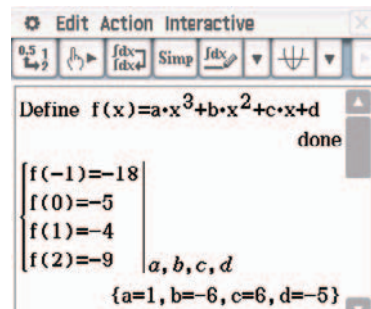 Edit Action Interactive
0.5 1 2 ∫dx ∫dx Simp ∫dx
Define f(x)=a·x^3+b·x^2+c·x+d
done
f(-1)=-18
f(0)=-5
f(1)=-4
f(2)=-9 | a, b, c, d
{a=1, b=-6, c=6, d=-5}